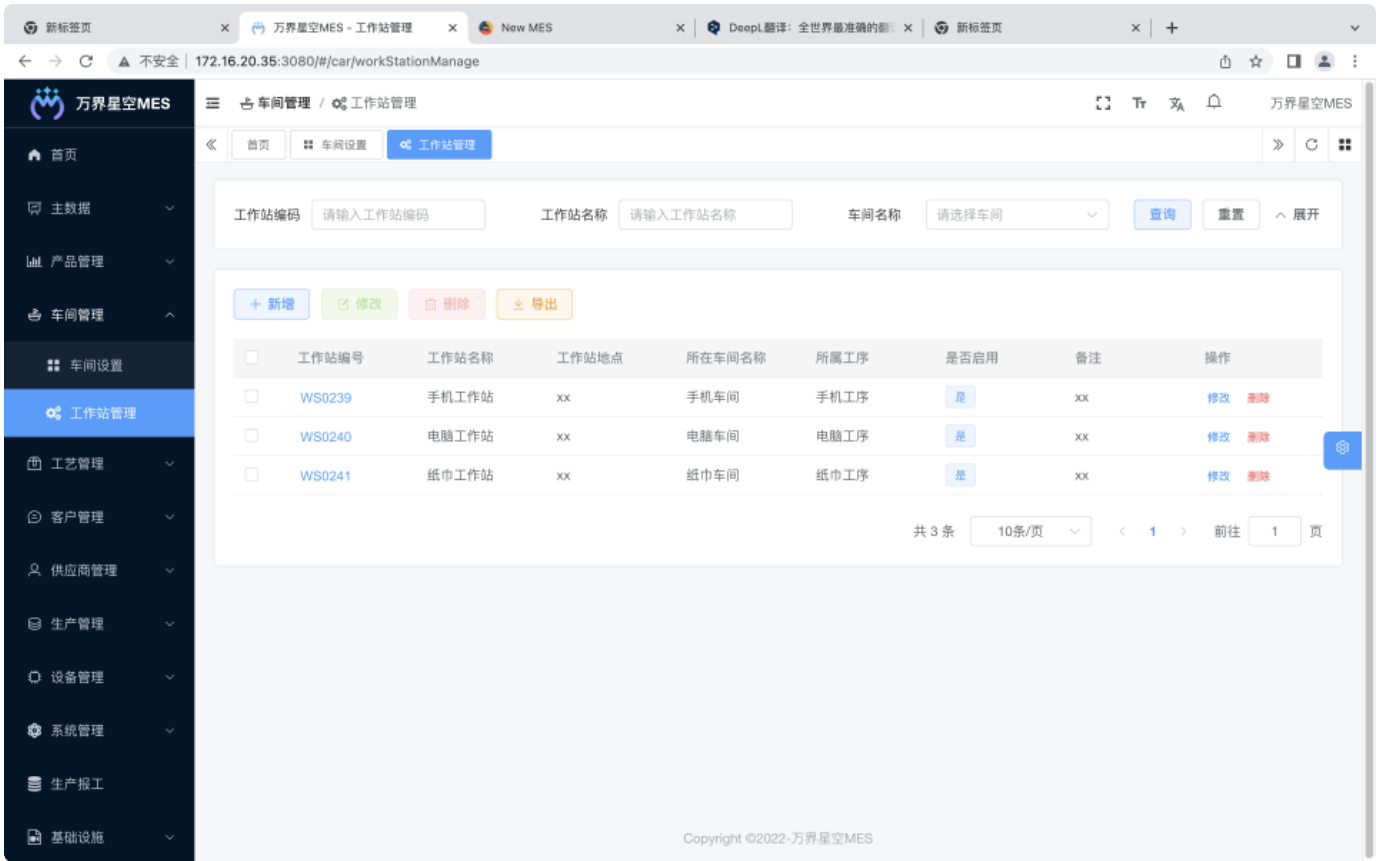 新标签页
万界星空MES - 工作站管理
New MES
DeepL翻译：全世界最准确的翻
新标签页
不安全 172.16.20.35:3080/#/car/workStationManage
万界星空MES
车间管理 / 工作站管理
万界星空MES
首页 车间设置 工作站管理
首页
主数据
产品管理
车间管理
车间设置
工作站管理
工艺管理
客户管理
供应商管理
生产管理
设备管理
系统管理
生产报工
基础设施
工作站编码 请输入工作站编码 工作站名称 请输入工作站名称 车间名称 请选择车间 查询 重置 展开
新增 修改 删除 导出
工作站编号 工作站名称 工作站地点 所在车间名称 所属工序 是否启用 备注 操作
WS0239 手机工作站 xx 手机车间 手机工序 是 xx 修改 删除
WS0240 电脑工作站 xx 电脑车间 电脑工序 是 xx 修改 删除
WS0241 纸巾工作站 xx 纸巾车间 纸巾工序 是 xx 修改 删除
共 3 条 10条/页 1 前往 1 页
Copyright ©2022-万界星空MES